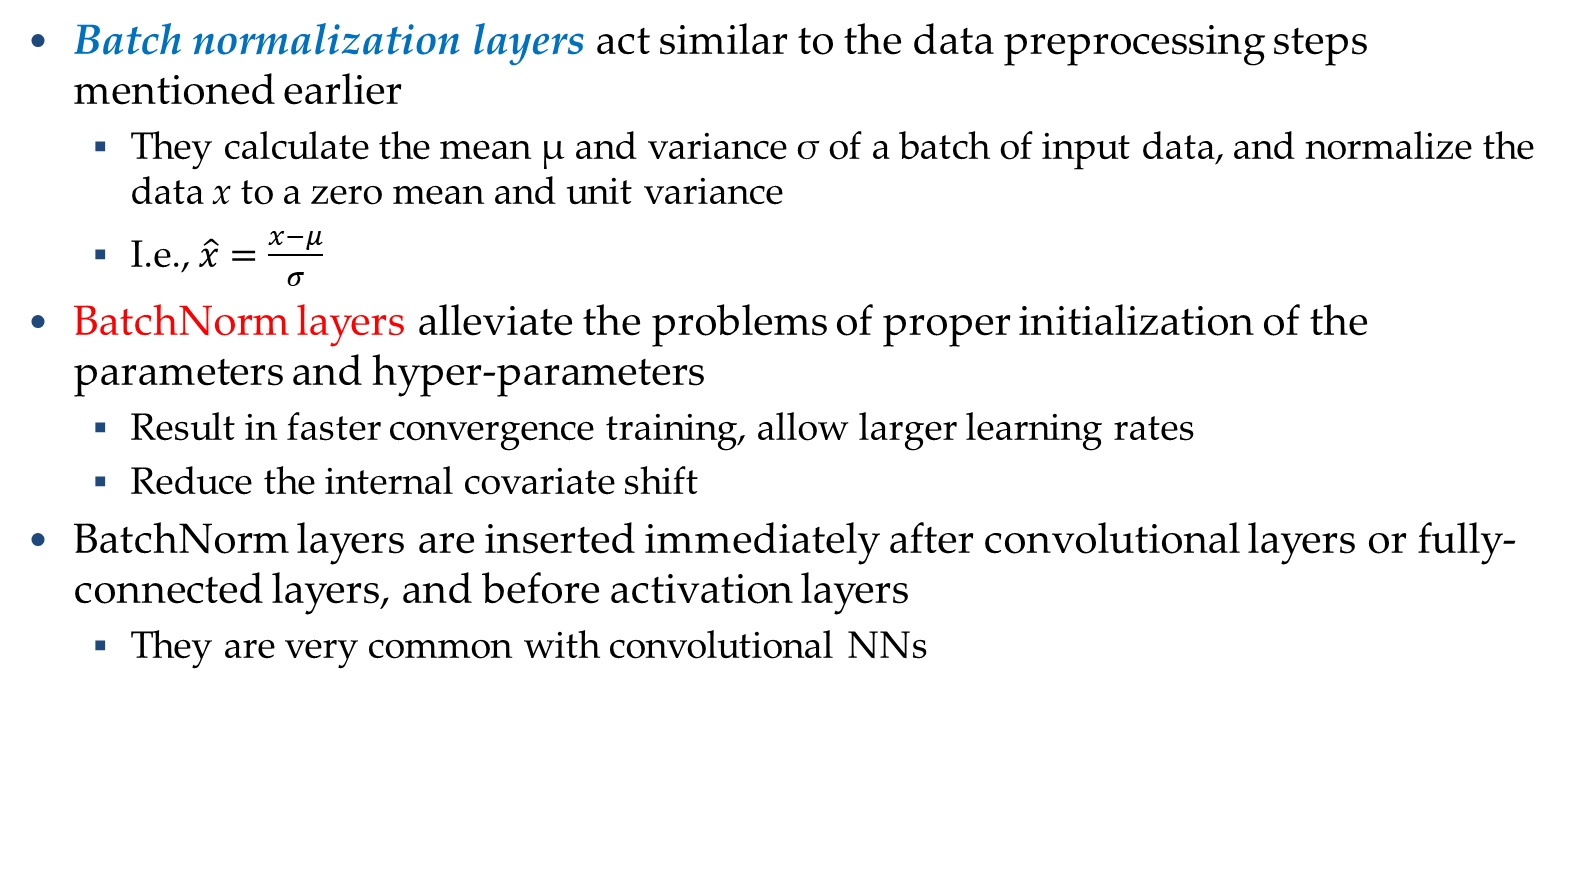 • Batch normalization layers act similar to the data preprocessing steps
mentioned earlier
▪ They calculate the mean μ and variance σ of a batch of input data, and normalize the
data x to a zero mean and unit variance
▪ I.e., x̂ = (x−μ)/σ
• BatchNorm layers alleviate the problems of proper initialization of the
parameters and hyper-parameters
▪ Result in faster convergence training, allow larger learning rates
▪ Reduce the internal covariate shift
• BatchNorm layers are inserted immediately after convolutional layers or fully-
connected layers, and before activation layers
▪ They are very common with convolutional NNs